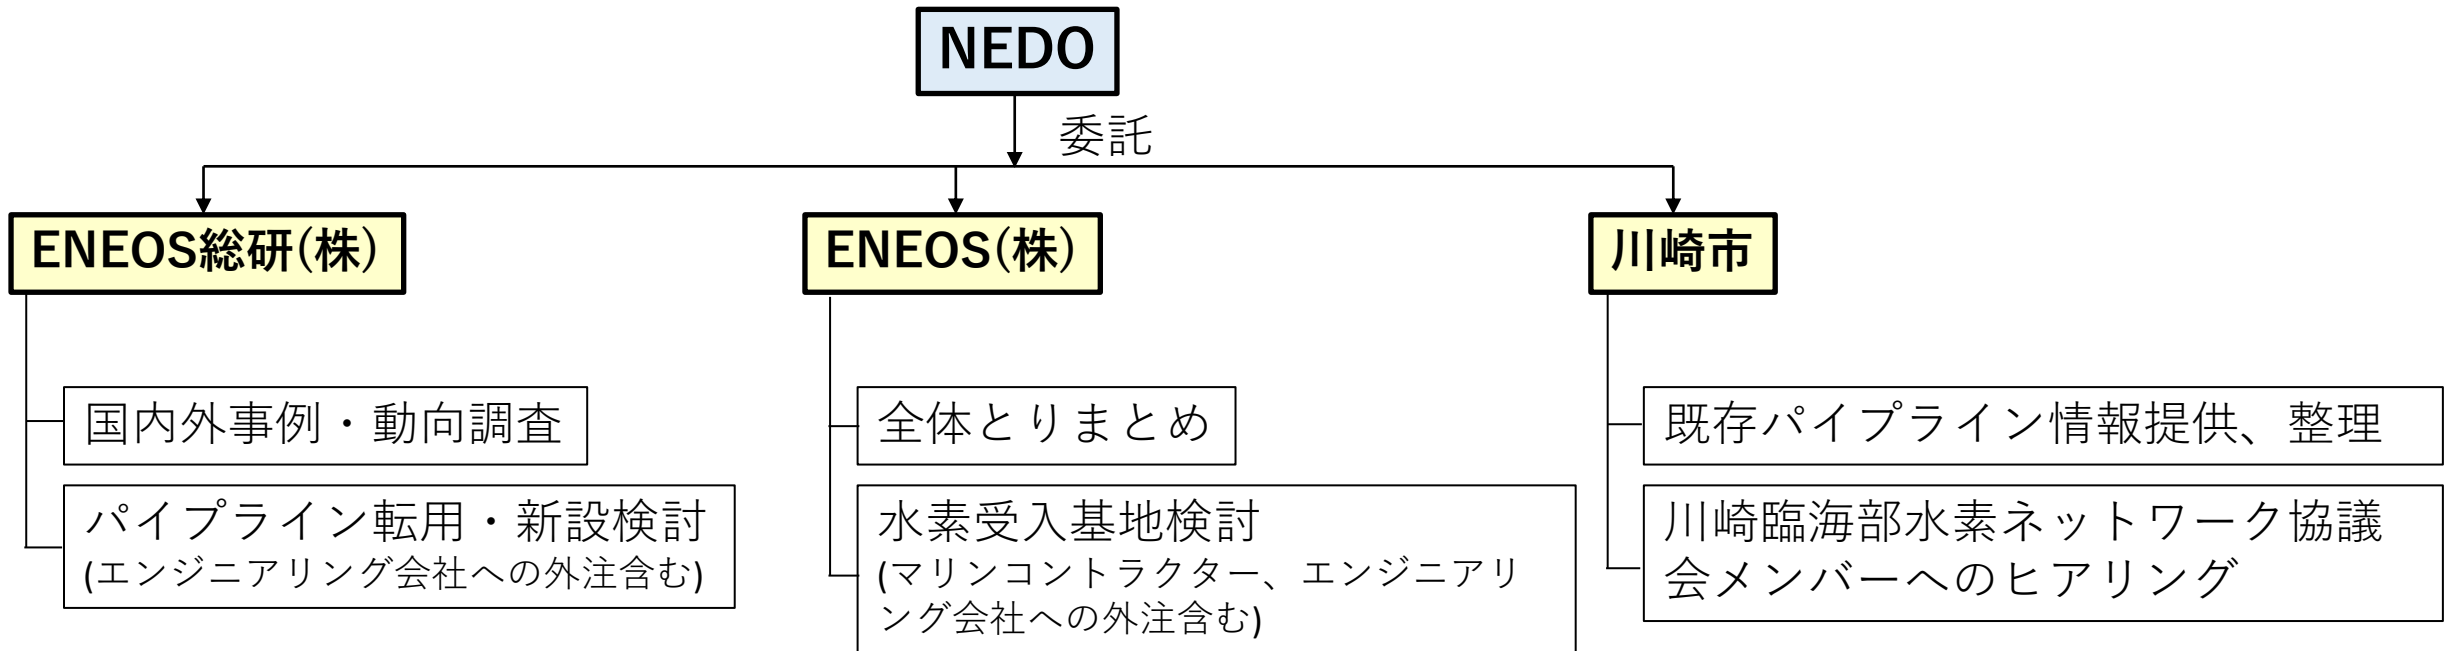 NEDO
委託
ENEOS総研(株)
ENEOS(株)
川崎市
国内外事例・動向調査
パイプライン転用・新設検討
(エンジニアリング会社への外注含む)
全体とりまとめ
水素受入基地検討
(マリンコントラクター、エンジニアリ
ング会社への外注含む)
既存パイプライン情報提供、整理
川崎臨海部水素ネットワーク協議
会メンバーへのヒアリング